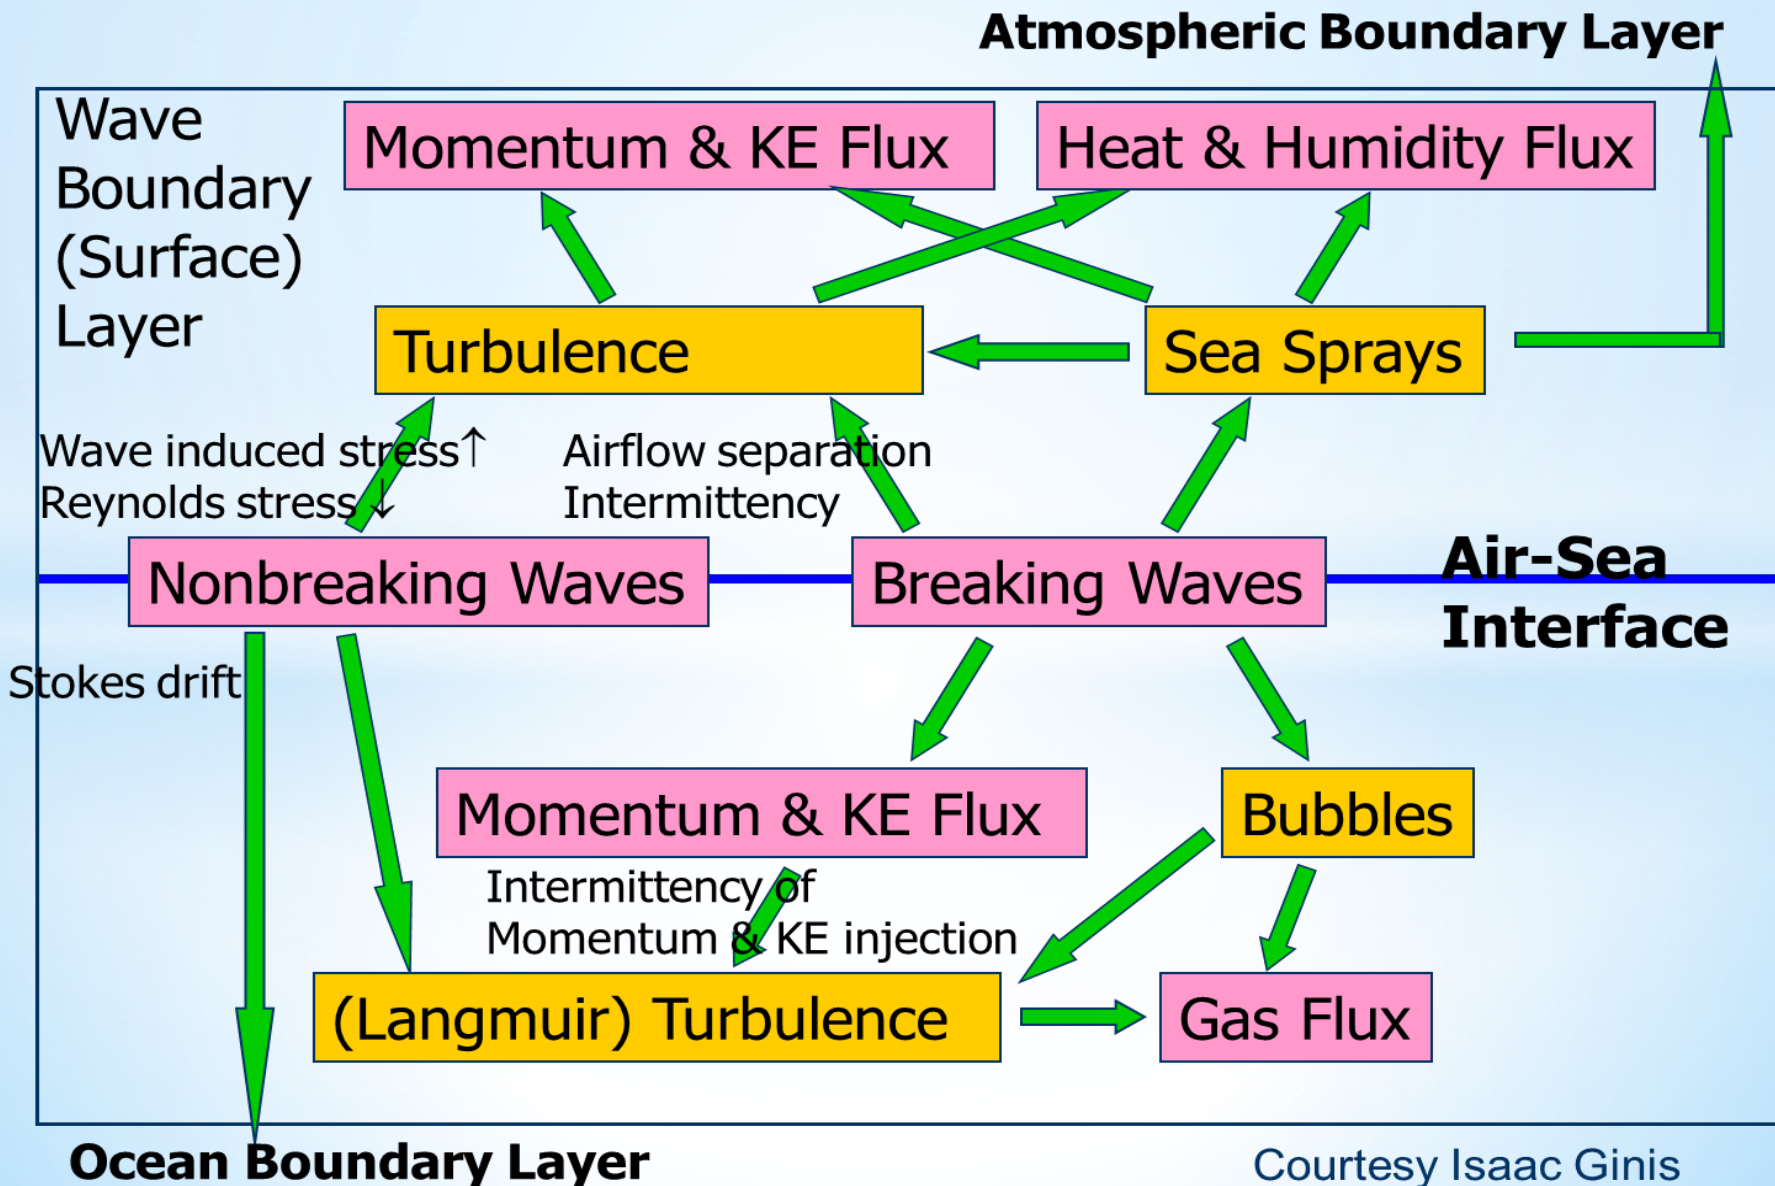 Atmospheric Boundary Layer
Wave
Boundary
(Surface)
Layer
Momentum & KE Flux
Heat & Humidity Flux
Turbulence
Sea Sprays
Wave induced stress↑
Reynolds stress ↓
Airflow separation
Intermittency
Nonbreaking Waves
Breaking Waves
Air-Sea
Interface
Stokes drift
Momentum & KE Flux
Bubbles
Intermittency of
Momentum & KE injection
(Langmuir) Turbulence
Gas Flux
Ocean Boundary Layer
Courtesy Isaac Ginis